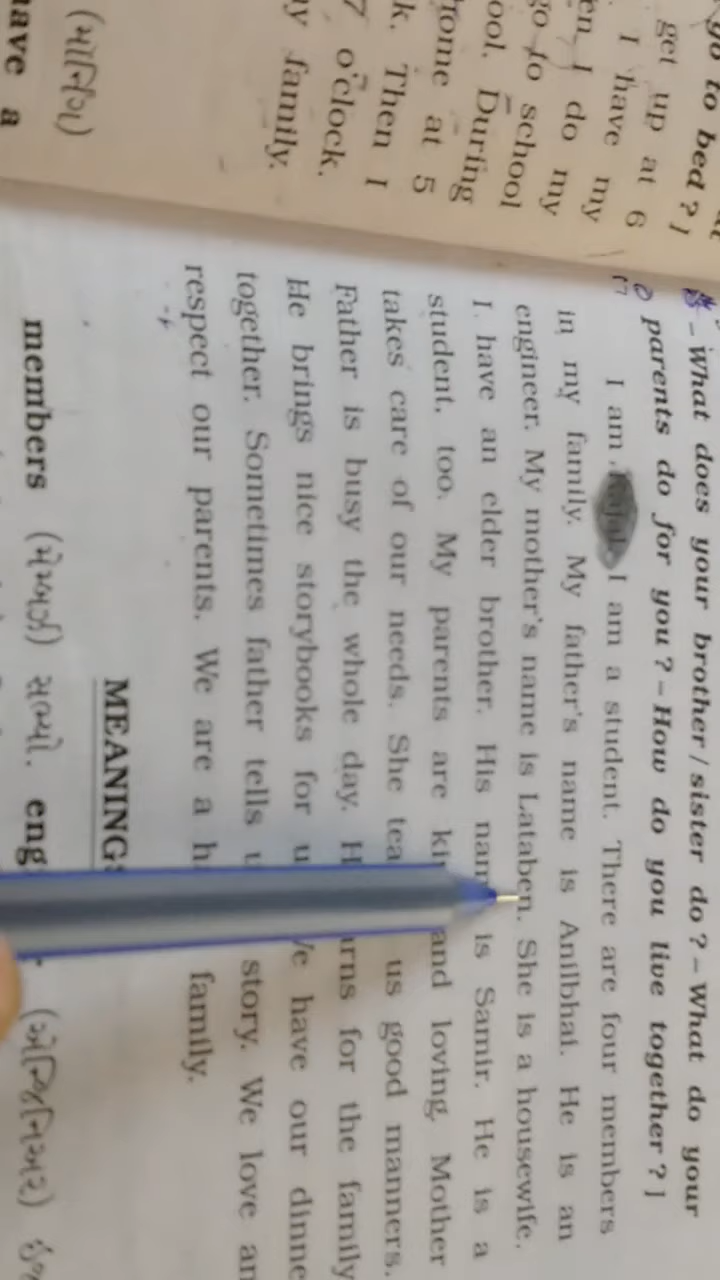 go to bed ? ]
get up at 6
I have my
en I do my
go to school
ool. During
home at 5
k. Then I
7 o'clock.
y family.
(મોર્નિંગ)
have a
– What does your brother / sister do ? – What do your
parents do for you ? – How do you live together ? ]
I am I am a student. There are four members
in my family. My father's name is Anilbhai. He is an
engineer. My mother's name is Lataben. She is a housewife.
I have an elder brother. His nam is Samir. He is a
student, too. My parents are ki and loving. Mother
takes care of our needs. She tea us good manners.
Father is busy the whole day. H rns for the family
He brings nice storybooks for u e have our dinne
together. Sometimes father tells u story. We love an
respect our parents. We are a h family.
MEANING
members (મેમ્બર્સ) સભ્યો. eng (એન્જિનિઅર)